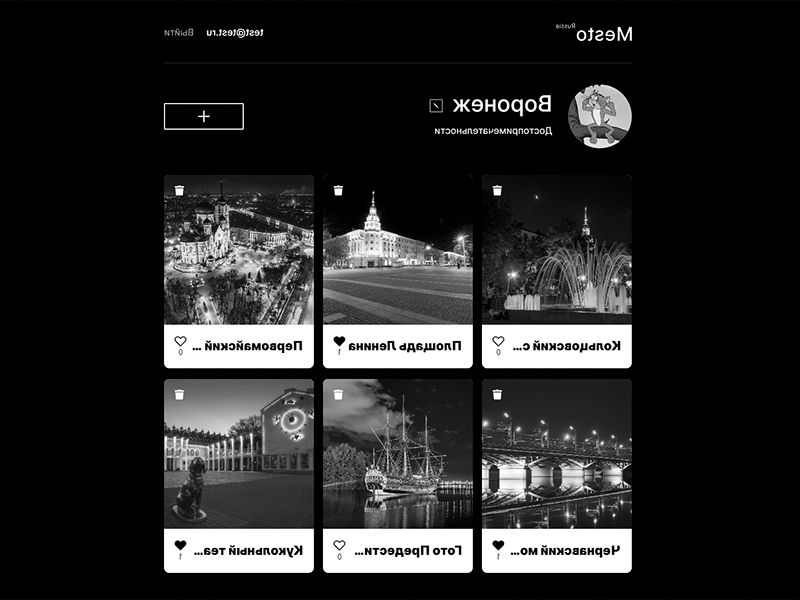 Mesto Russia
test@test.ru Выйти
Воронеж
Достопримечательности
Кольцовский с...
0
Площадь Ленина
1
Первомайский ...
0
Чернавский мо...
1
Гото Предести...
0
Кукольный теа...
1